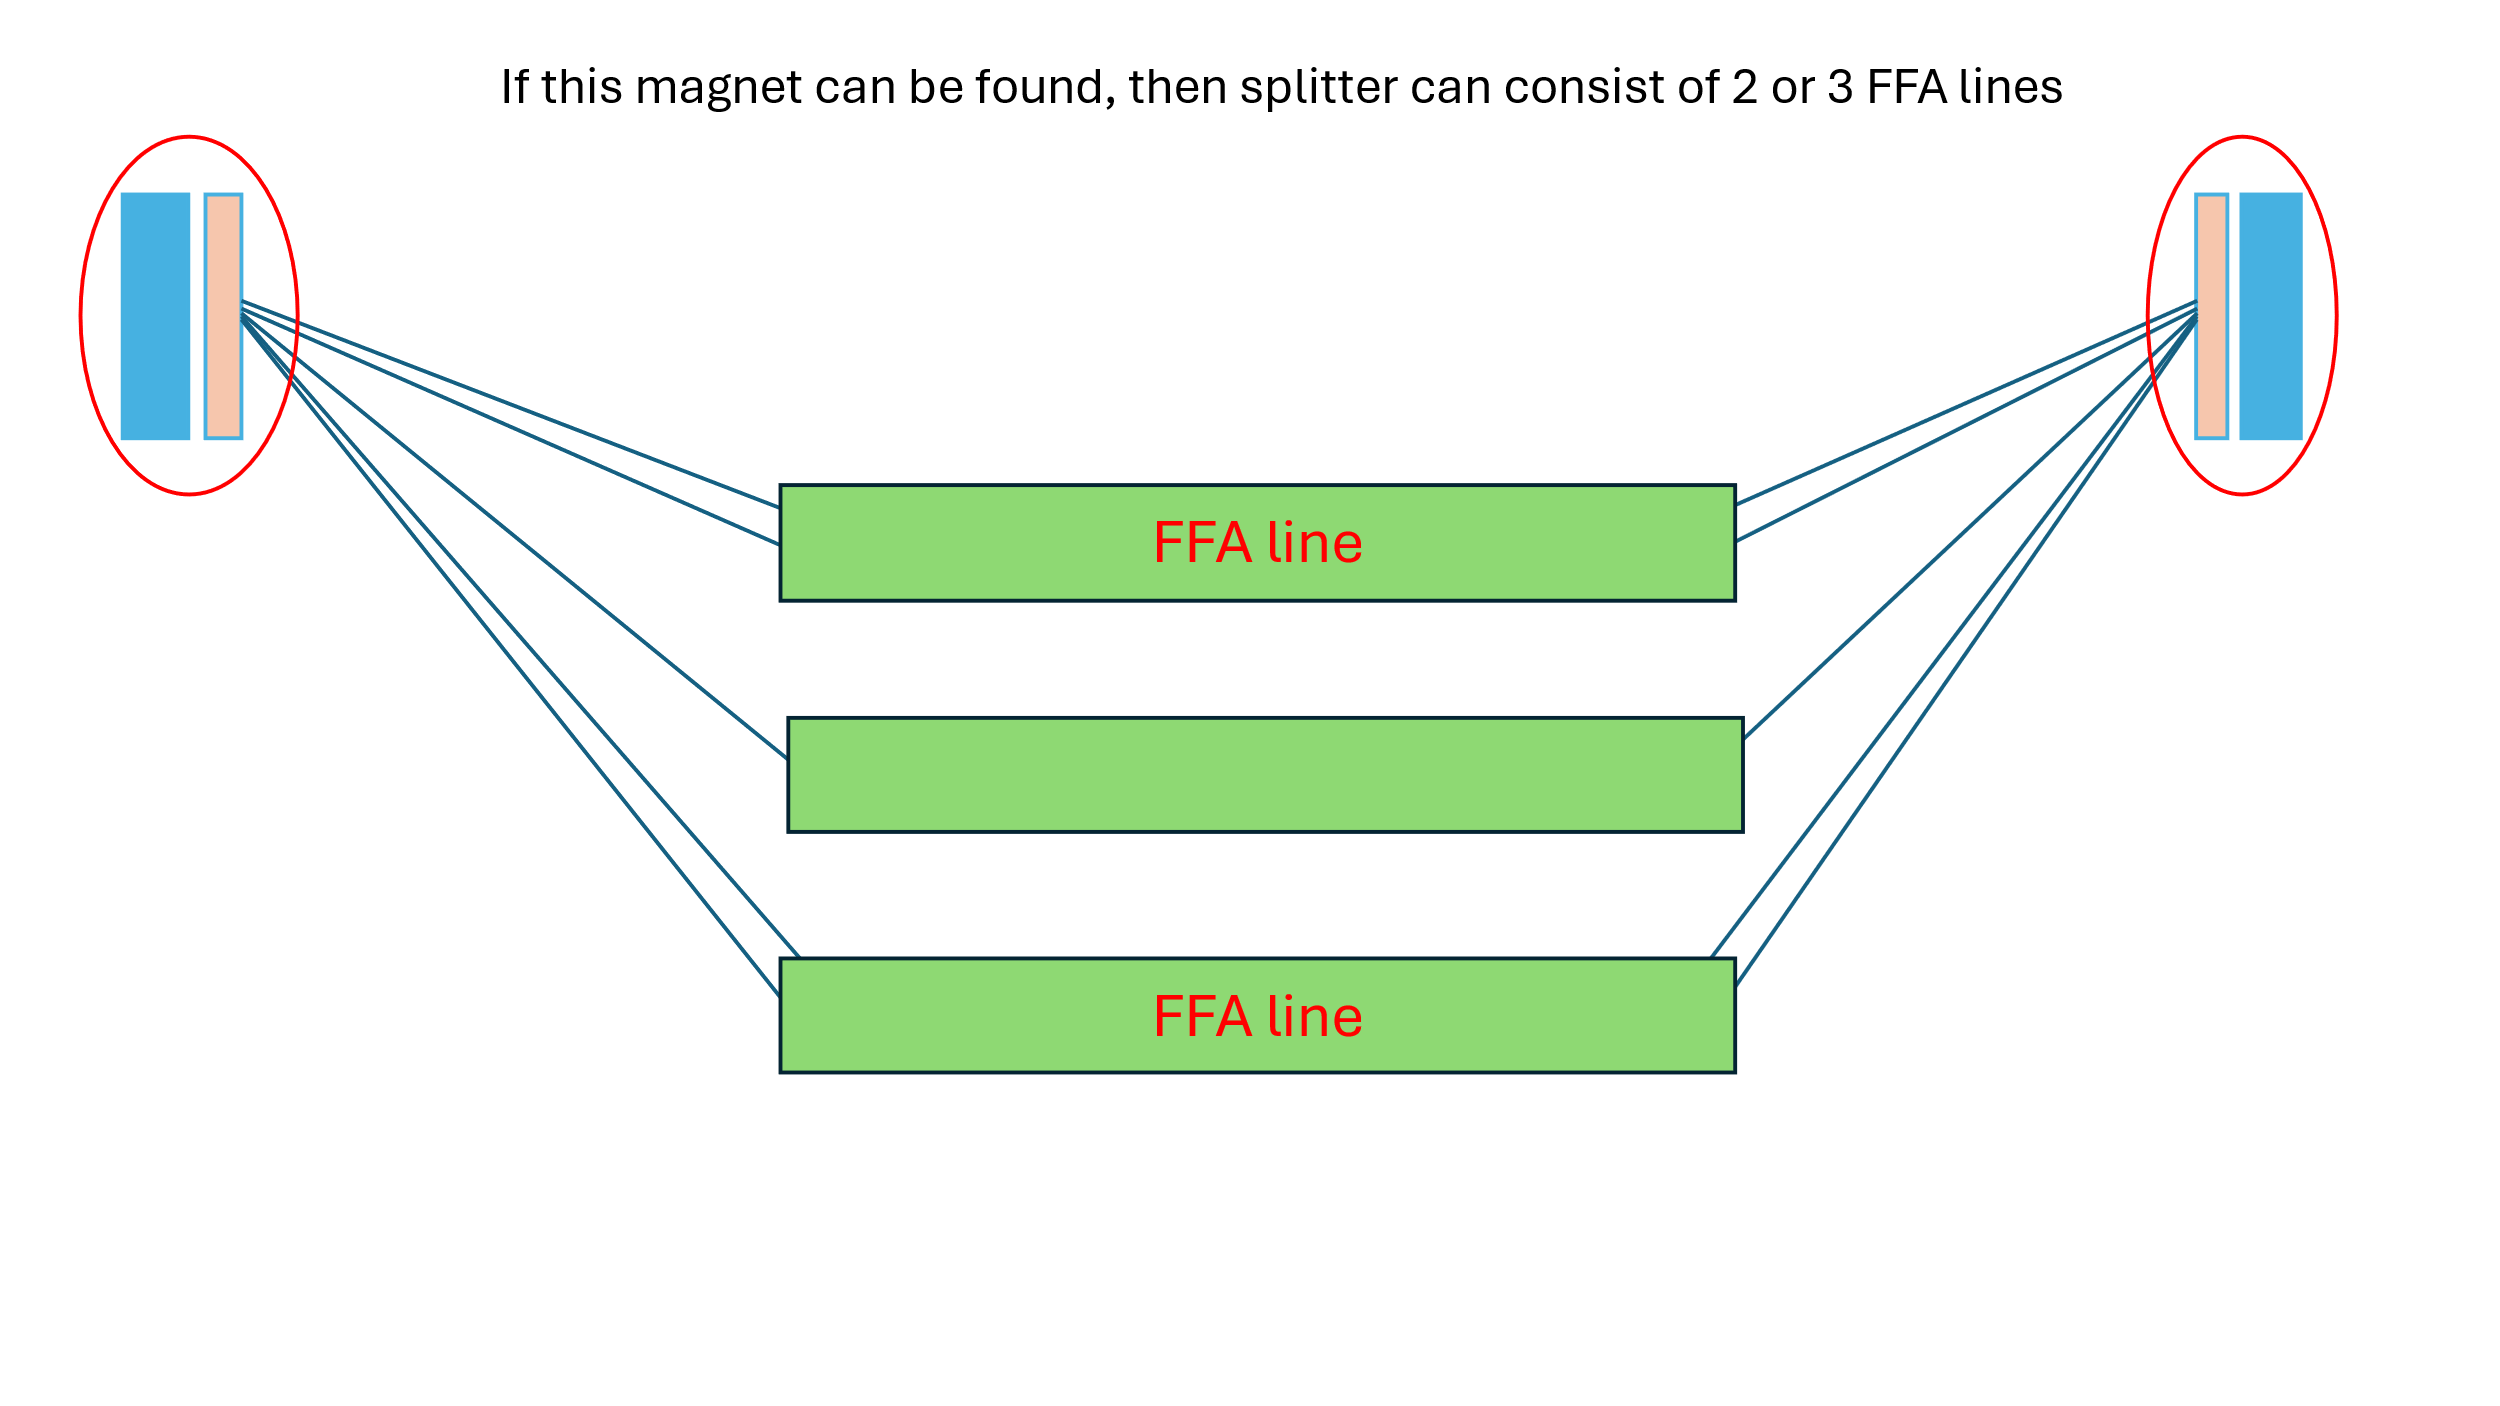 If this magnet can be found, then splitter can consist of 2 or 3 FFA lines
FFA line
FFA line